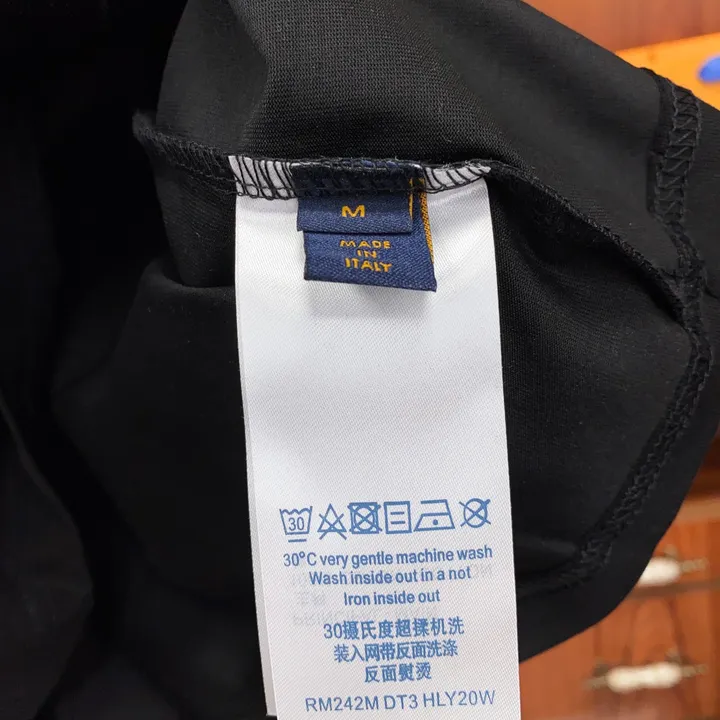 M
MADE
IN
ITALY
30
30°C very gentle machine wash
Wash inside out in a not
Iron inside out
30摄氏度超揉机洗
装入网带反面洗涤
反面熨烫
RM242M DT3 HLY20W